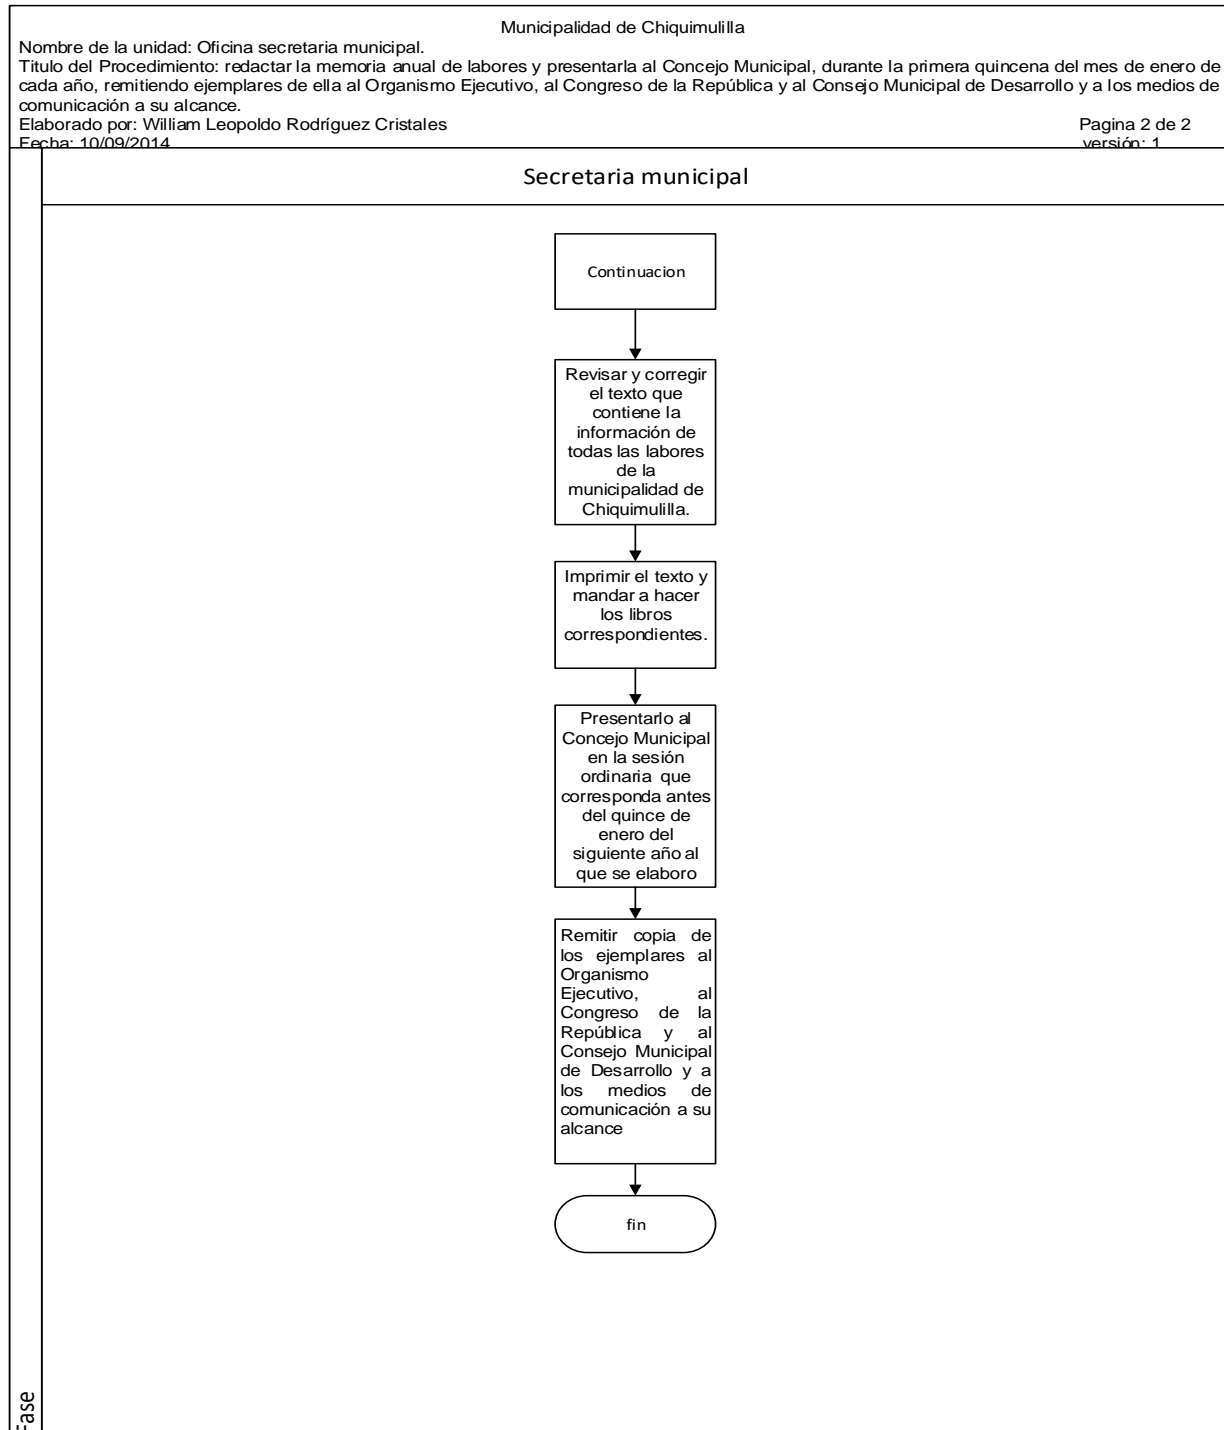 Municipalidad de Chiquimulilla
Nombre de la unidad: Oficina secretaria municipal.
Titulo del Procedimiento: redactar la memoria anual de labores y presentarla al Concejo Municipal, durante la primera quincena del mes de enero de
cada año, remitiendo ejemplares de ella al Organismo Ejecutivo, al Congreso de la República y al Consejo Municipal de Desarrollo y a los medios de
comunicación a su alcance.
Elaborado por: William Leopoldo Rodríguez Cristales Pagina 2 de 2
Fecha: 10/09/2014 versión: 1
Secretaria municipal
Continuacion
Revisar y corregir
el texto que
contiene la
información de
todas las labores
de la
municipalidad de
Chiquimulilla.
Imprimir el texto y
mandar a hacer
los libros
correspondientes.
Presentarlo al
Concejo Municipal
en la sesión
ordinaria que
corresponda antes
del quince de
enero del
siguiente año al
que se elaboro
Remitir copia de
los ejemplares al
Organismo
Ejecutivo, al
Congreso de la
República y al
Consejo Municipal
de Desarrollo y a
los medios de
comunicación a su
alcance
fin
Fase